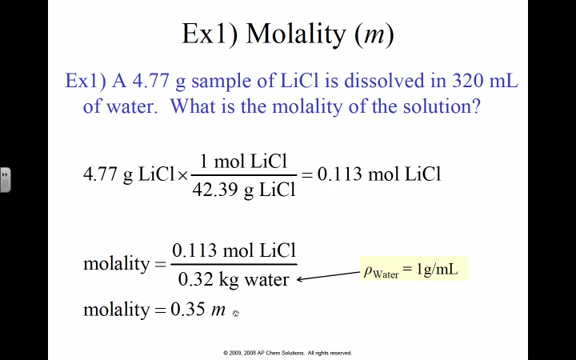 Ex1) Molality (m)
Ex1) A 4.77 g sample of LiCl is dissolved in 320 mL
of water. What is the molality of the solution?
4.77 g LiCl × 1 mol LiCl / 42.39 g LiCl = 0.113 mol LiCl
molality = 0.113 mol LiCl / 0.32 kg water
ρWater = 1g/mL
molality = 0.35 m
© 2009, 2008 AP Chem Solutions. All rights reserved.